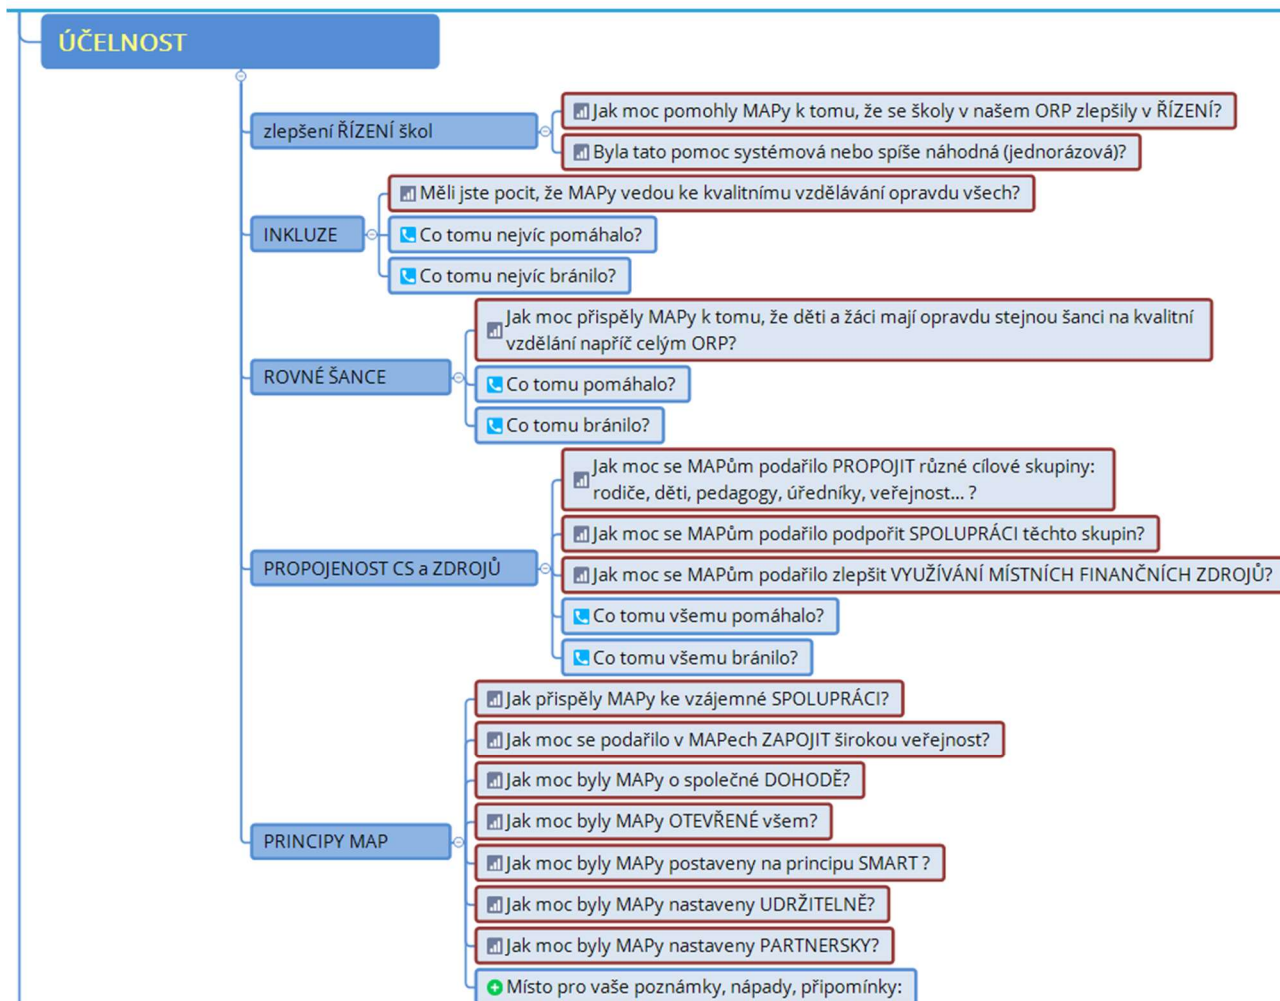 ÚČELNOST
zlepšení ŘÍZENÍ škol
Jak moc pomohly MAPy k tomu, že se školy v našem ORP zlepšily v ŘÍZENÍ?
Byla tato pomoc systémová nebo spíše náhodná (jednorázová)?
INKLUZE
Měli jste pocit, že MAPy vedou ke kvalitnímu vzdělávání opravdu všech?
Co tomu nejvíc pomáhalo?
Co tomu nejvíc bránilo?
ROVNÉ ŠANCE
Jak moc přispěly MAPy k tomu, že děti a žáci mají opravdu stejnou šanci na kvalitní
vzdělání napříč celým ORP?
Co tomu pomáhalo?
Co tomu bránilo?
PROPOJENOST CS a ZDROJŮ
Jak moc se MAPům podařilo PROPOJIT různé cílové skupiny:
rodiče, děti, pedagogy, úředníky, veřejnost... ?
Jak moc se MAPům podařilo podpořit SPOLUPRÁCI těchto skupin?
Jak moc se MAPům podařilo zlepšit VYUŽÍVÁNÍ MÍSTNÍCH FINANČNÍCH ZDROJŮ?
Co tomu všemu pomáhalo?
Co tomu všemu bránilo?
PRINCIPY MAP
Jak přispěly MAPy ke vzájemné SPOLUPRÁCI?
Jak moc se podařilo v MAPech ZAPOJIT širokou veřejnost?
Jak moc byly MAPy o společné DOHODĚ?
Jak moc byly MAPy OTEVŘENÉ všem?
Jak moc byly MAPy postaveny na principu SMART ?
Jak moc byly MAPy nastaveny UDRŽITELNĚ?
Jak moc byly MAPy nastaveny PARTNERSKY?
Místo pro vaše poznámky, nápady, připomínky: